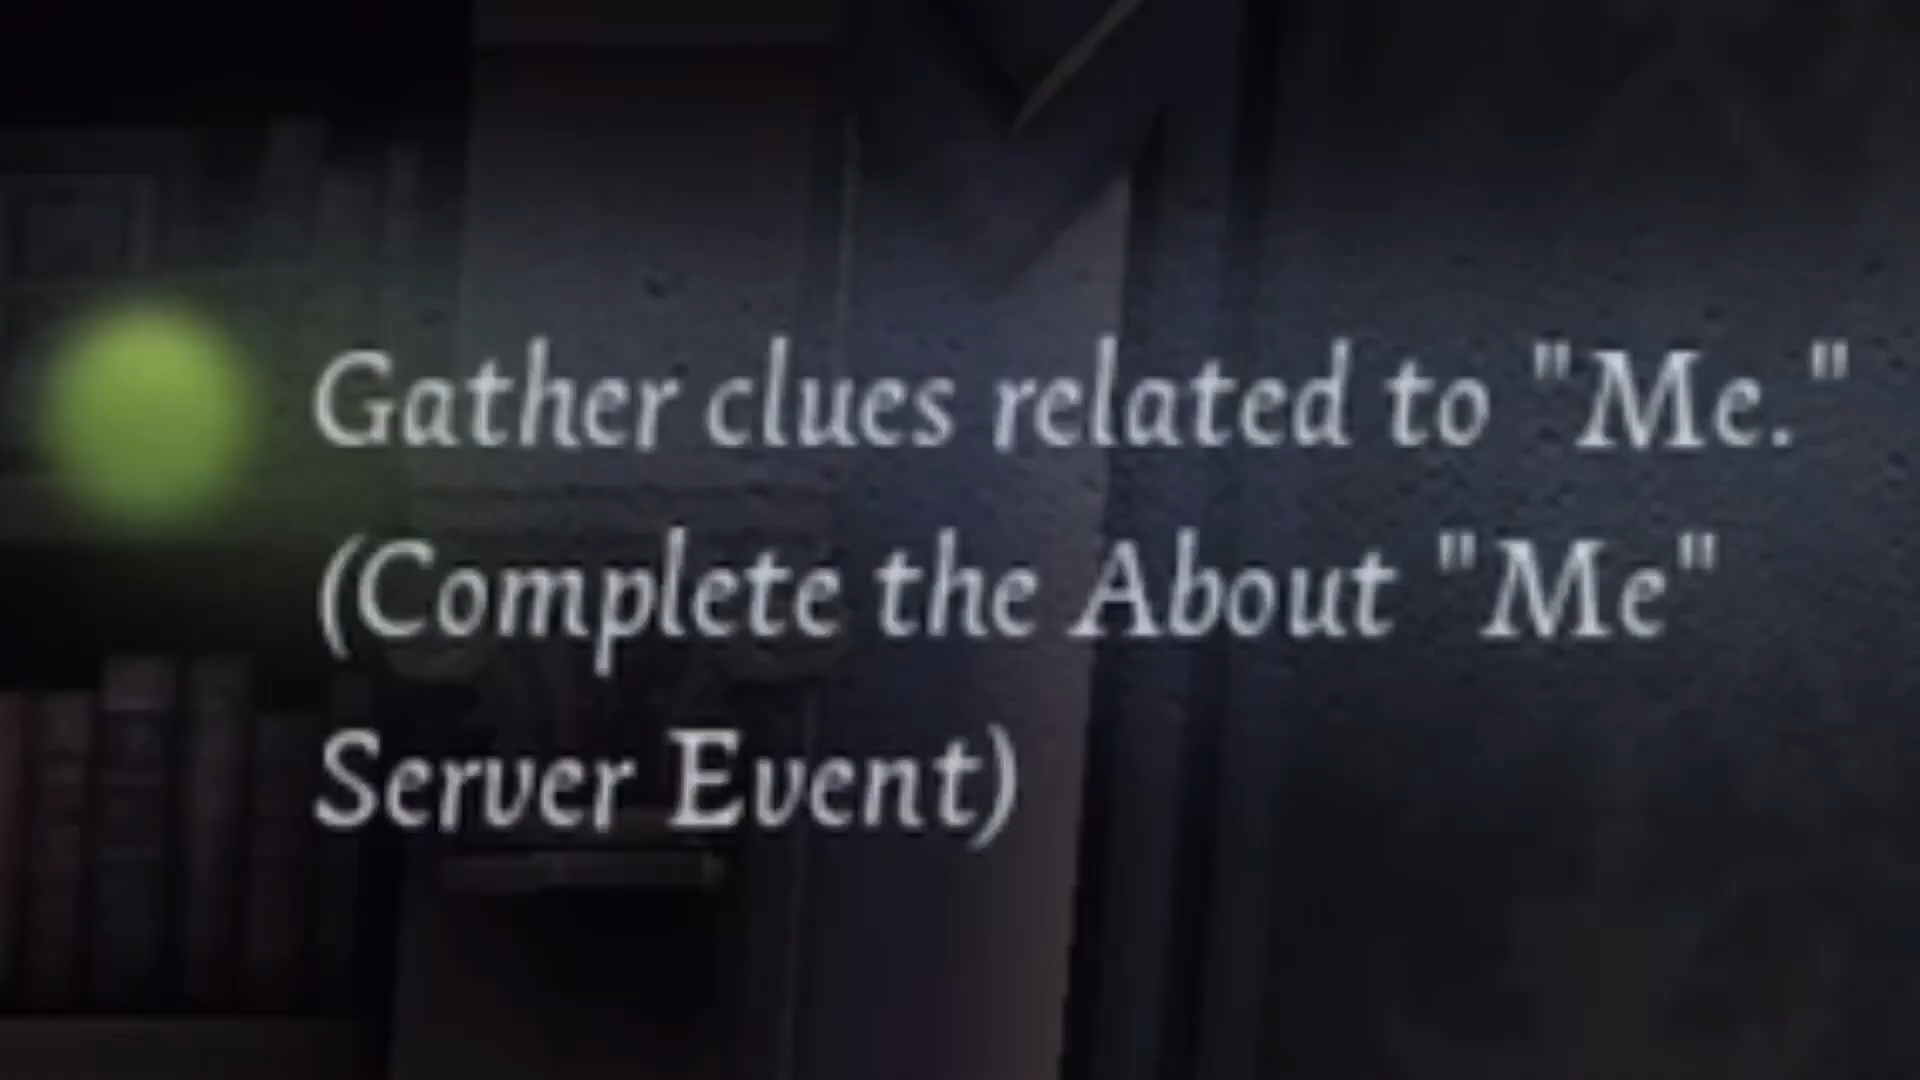 Gather clues related to "Me."
(Complete the About "Me"
Server Event)